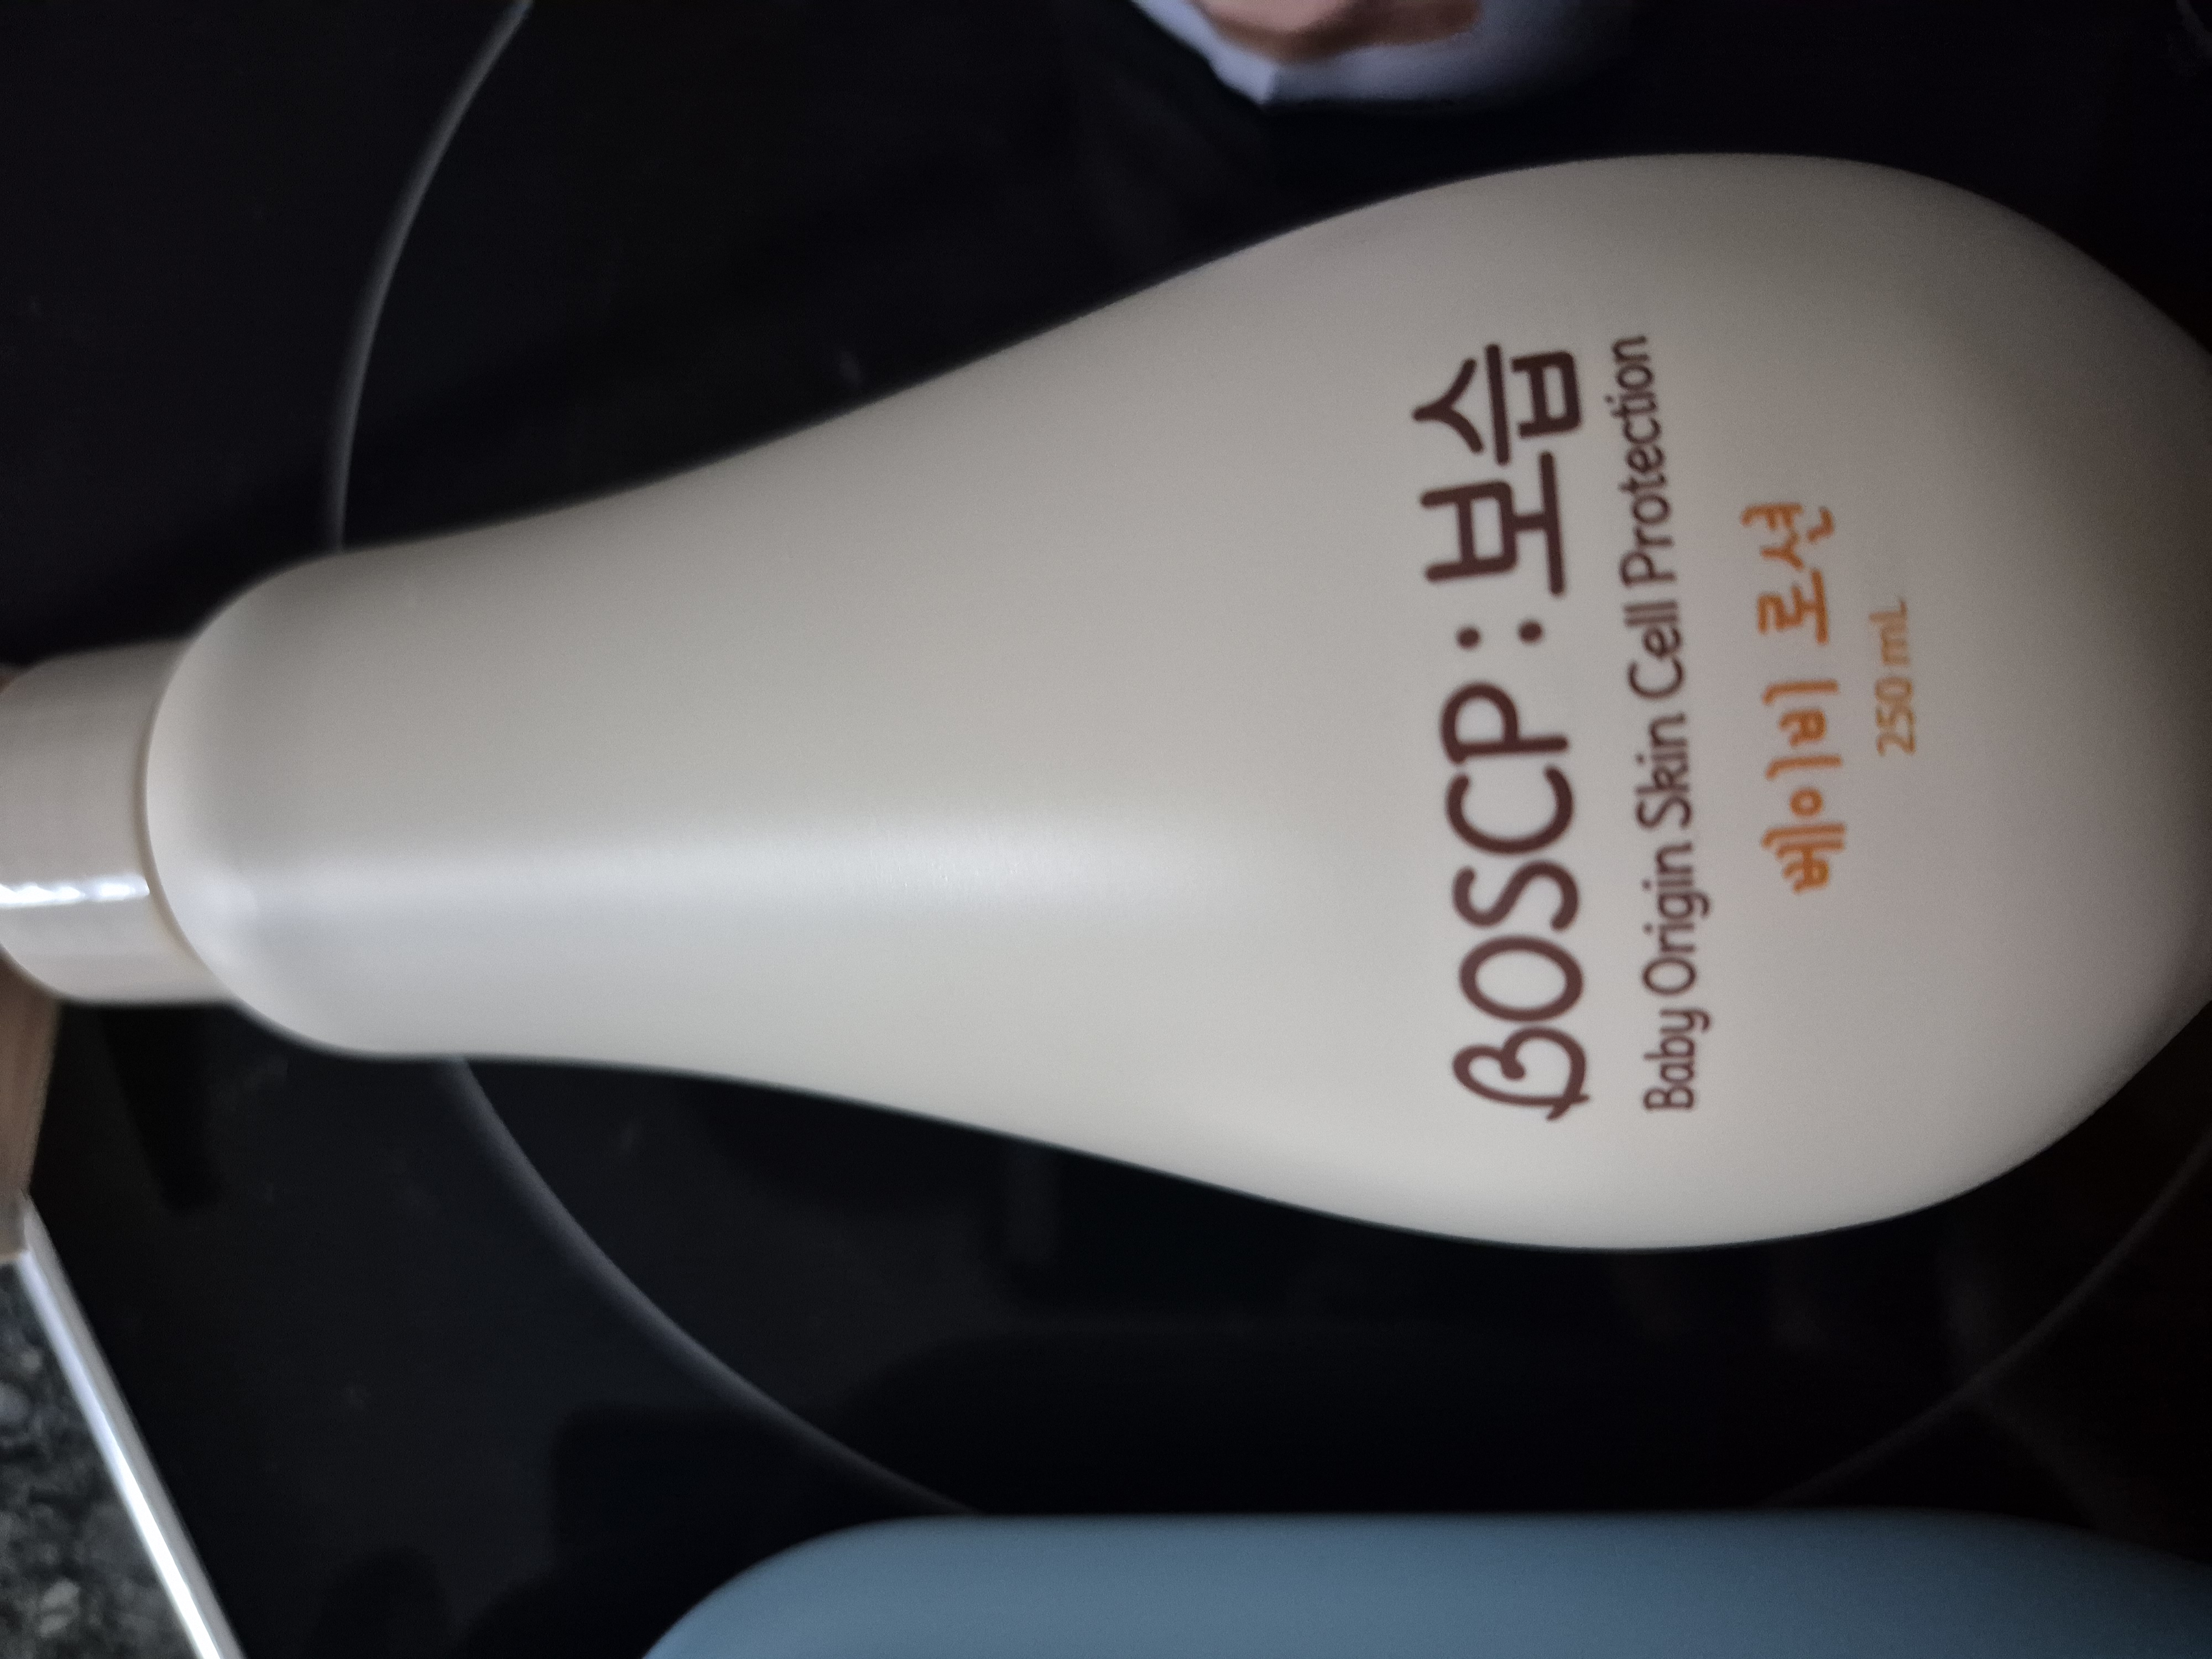 BOSCP : 보습
Baby Origin Skin Cell Protection
베이비 로션
250 mL